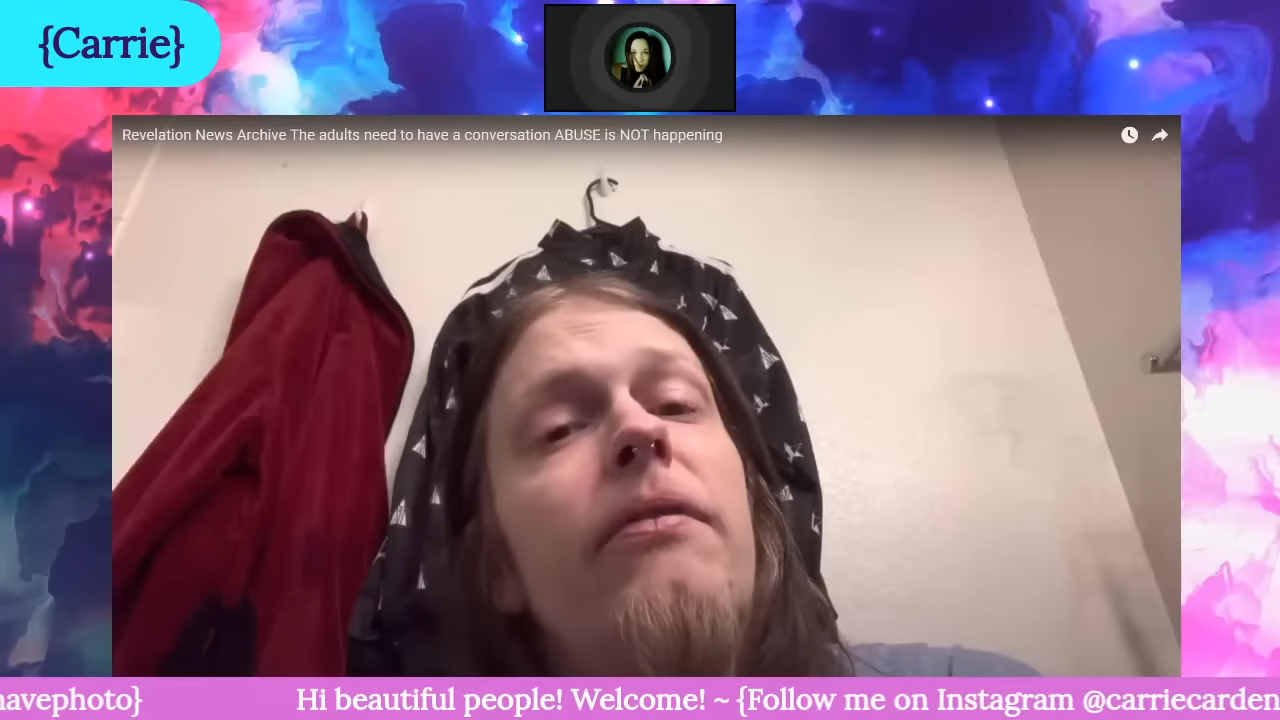 {Carrie}
Revelation News Archive The adults need to have a conversation ABUSE is NOT happening
avephoto} Hi beautiful people! Welcome! ~ {Follow me on Instagram @carriecarden